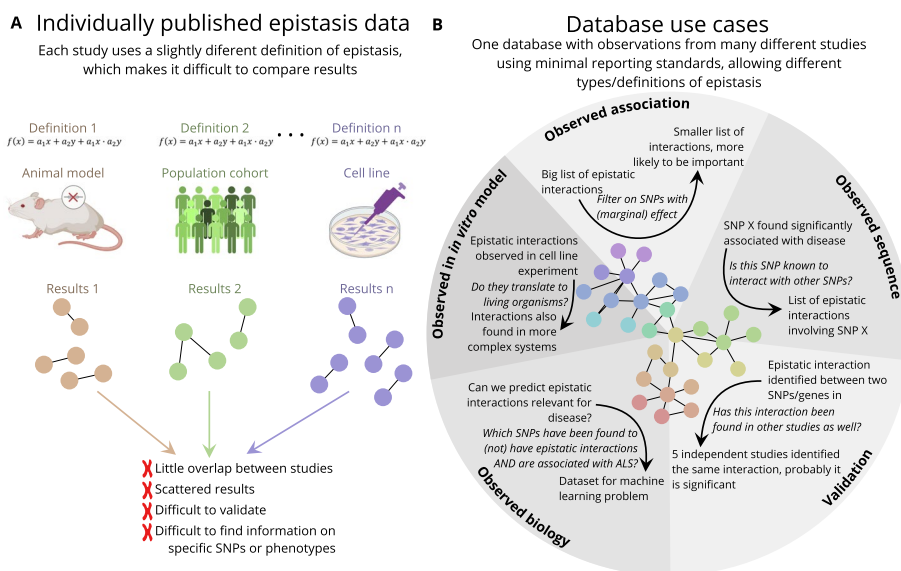 A Individually published epistasis data
Each study uses a slightly diferent definition of epistasis,
which makes it difficult to compare results
Definition 1
f(x) = a₁x + a₂y + a₁x · a₂y
Definition 2
f(x) = a₁x + a₂y + a₁x · a₂y
• • •
Definition n
f(x) = a₁x + a₂y + a₁x · a₂y
Animal model
Population cohort
Cell line
Results 1
Results 2
Results n
Little overlap between studies
Scattered results
Difficult to validate
Difficult to find information on
specific SNPs or phenotypes
B Database use cases
One database with observations from many different studies
using minimal reporting standards, allowing different
types/definitions of epistasis
Observed association
Big list of epistatic
interactions
Filter on SNPs with
(marginal) effect
Smaller list of
interactions, more
likely to be important
Observed sequence
SNP X found significantly
associated with disease
Is this SNP known to
interact with other SNPs?
List of epistatic
interactions
involving SNP X
Validation
Epistatic interaction
identified between two
SNPs/genes in
Has this interaction been
found in other studies as well?
5 independent studies identified
the same interaction, probably it
is significant
Observed biology
Can we predict epistatic
interactions relevant for
disease?
Which SNPs have been found to
(not) have epistatic interactions
AND are associated with ALS?
Dataset for machine
learning problem
Observed in in vitro model
Epistatic interactions
observed in cell line
experiment
Do they translate to
living organisms?
Interactions also
found in more
complex systems